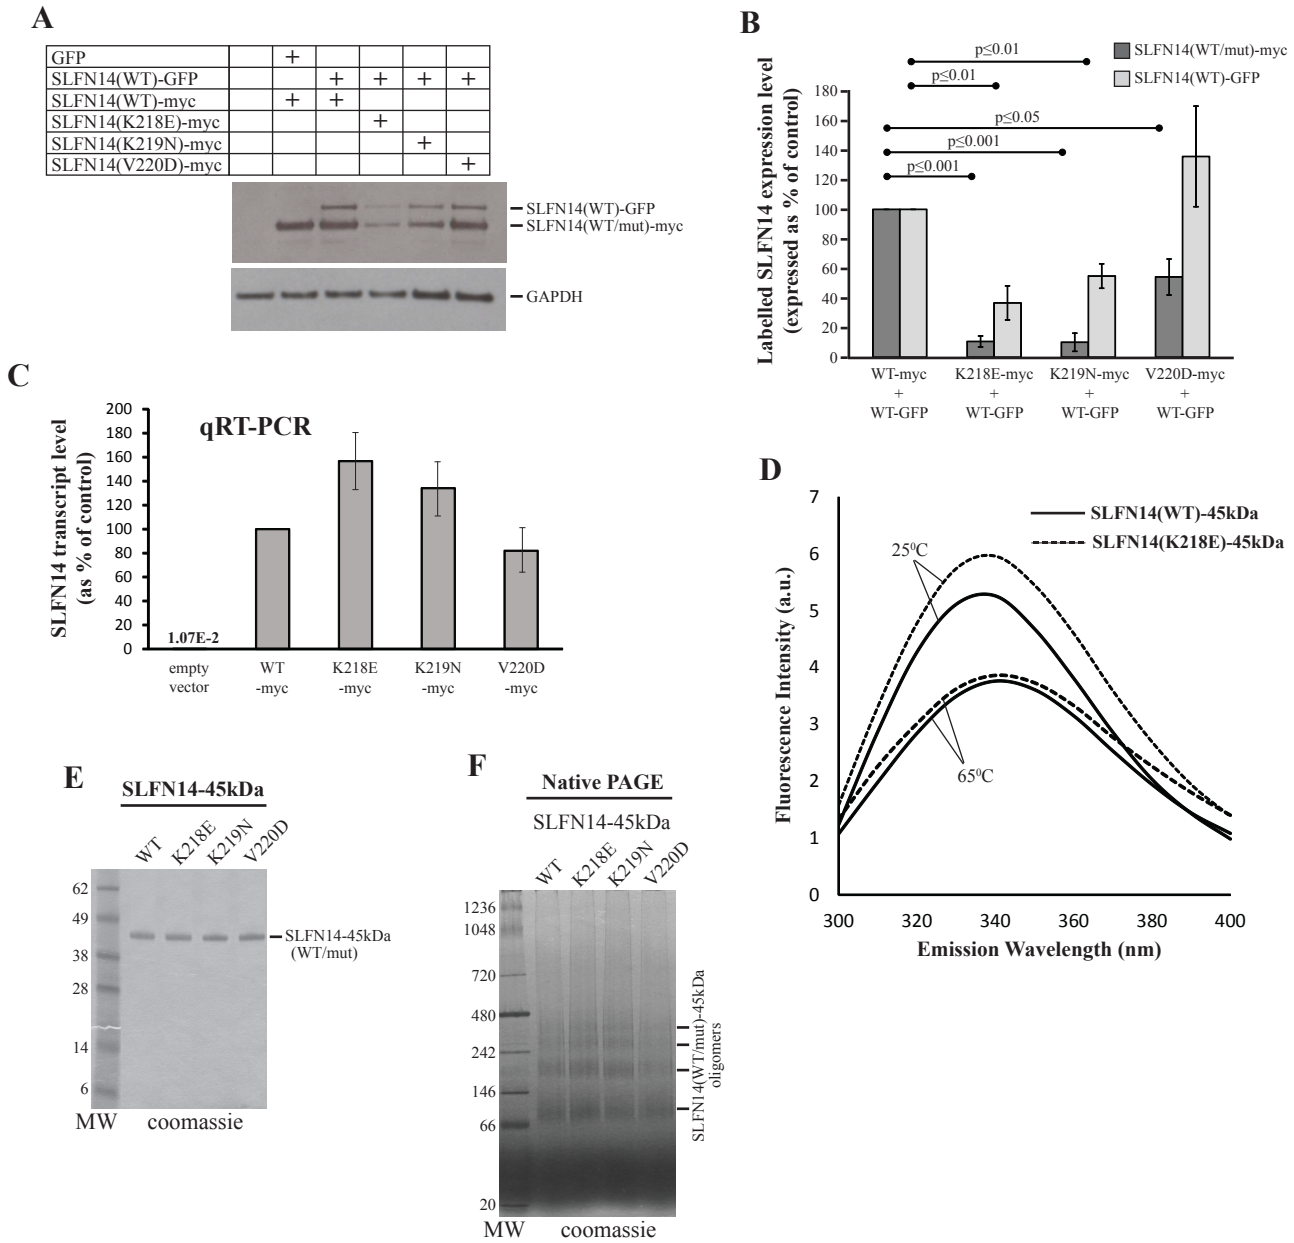 A
GFP +
SLFN14(WT)-GFP + + + +
SLFN14(WT)-myc + +
SLFN14(K218E)-myc +
SLFN14(K219N)-myc +
SLFN14(V220D)-myc +
SLFN14(WT)-GFP
SLFN14(WT/mut)-myc
GAPDH
B
SLFN14(WT/mut)-myc
SLFN14(WT)-GFP
Labelled SLFN14 expression level
(expressed as % of control)
180
160
140
120
100
80
60
40
20
0
p≤0.01
p≤0.01
p≤0.05
p≤0.001
p≤0.001
WT-myc K218E-myc K219N-myc V220D-myc
+ + + +
WT-GFP WT-GFP WT-GFP WT-GFP
C
qRT-PCR
SLFN14 transcript level
(as % of control)
200
180
160
140
120
100
80
60
40
20
0
1.07E-2
empty WT K218E K219N V220D
vector -myc -myc -myc -myc
D
SLFN14(WT)-45kDa
SLFN14(K218E)-45kDa
25⁰C
65⁰C
Fluorescence Intensity (a.u.)
7
6
5
4
3
2
1
0
300 320 340 360 380 400
Emission Wavelength (nm)
E
SLFN14-45kDa
WT K218E K219N V220D
62
49
38
28
14
6
SLFN14-45kDa
(WT/mut)
MW coomassie
F
Native PAGE
SLFN14-45kDa
WT K218E K219N V220D
1236
1048
720
480
242
146
66
20
SLFN14(WT/mut)-45kDa
oligomers
MW coomassie